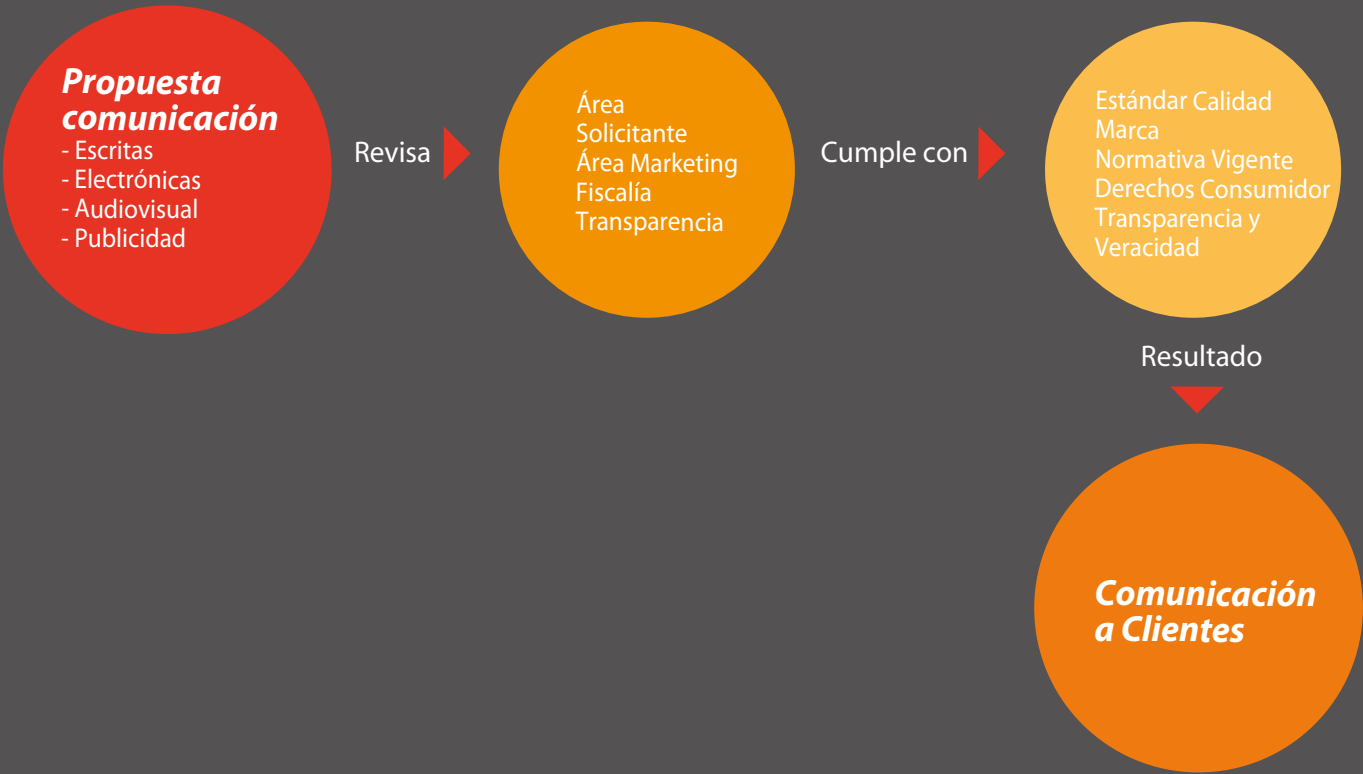 Propuesta
comunicación
- Escritas
- Electrónicas
- Audiovisual
- Publicidad
Revisa
Área
Solicitante
Área Marketing
Fiscalía
Transparencia
Cumple con
Estándar Calidad
Marca
Normativa Vigente
Derechos Consumidor
Transparencia y
Veracidad
Resultado
Comunicación
a Clientes